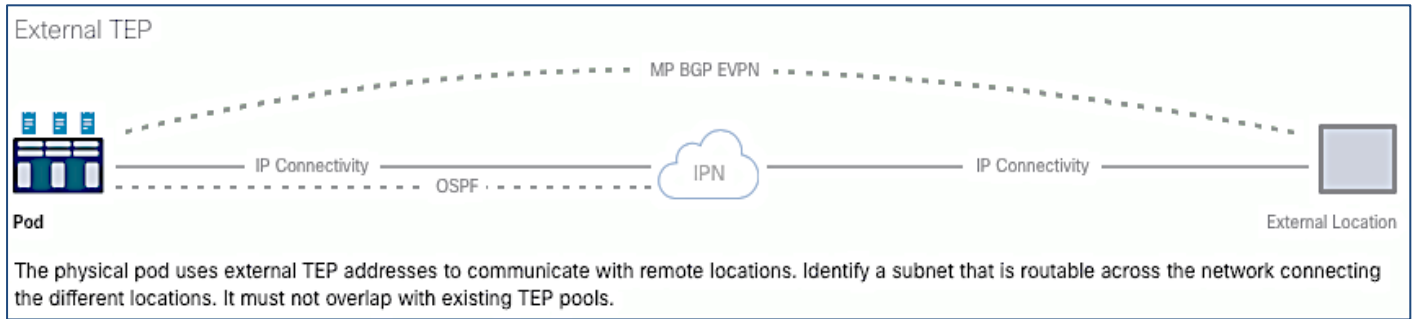 External TEP
MP BGP EVPN
IP Connectivity
IPN
IP Connectivity
OSPF
Pod
External Location
The physical pod uses external TEP addresses to communicate with remote locations. Identify a subnet that is routable across the network connecting
the different locations. It must not overlap with existing TEP pools.